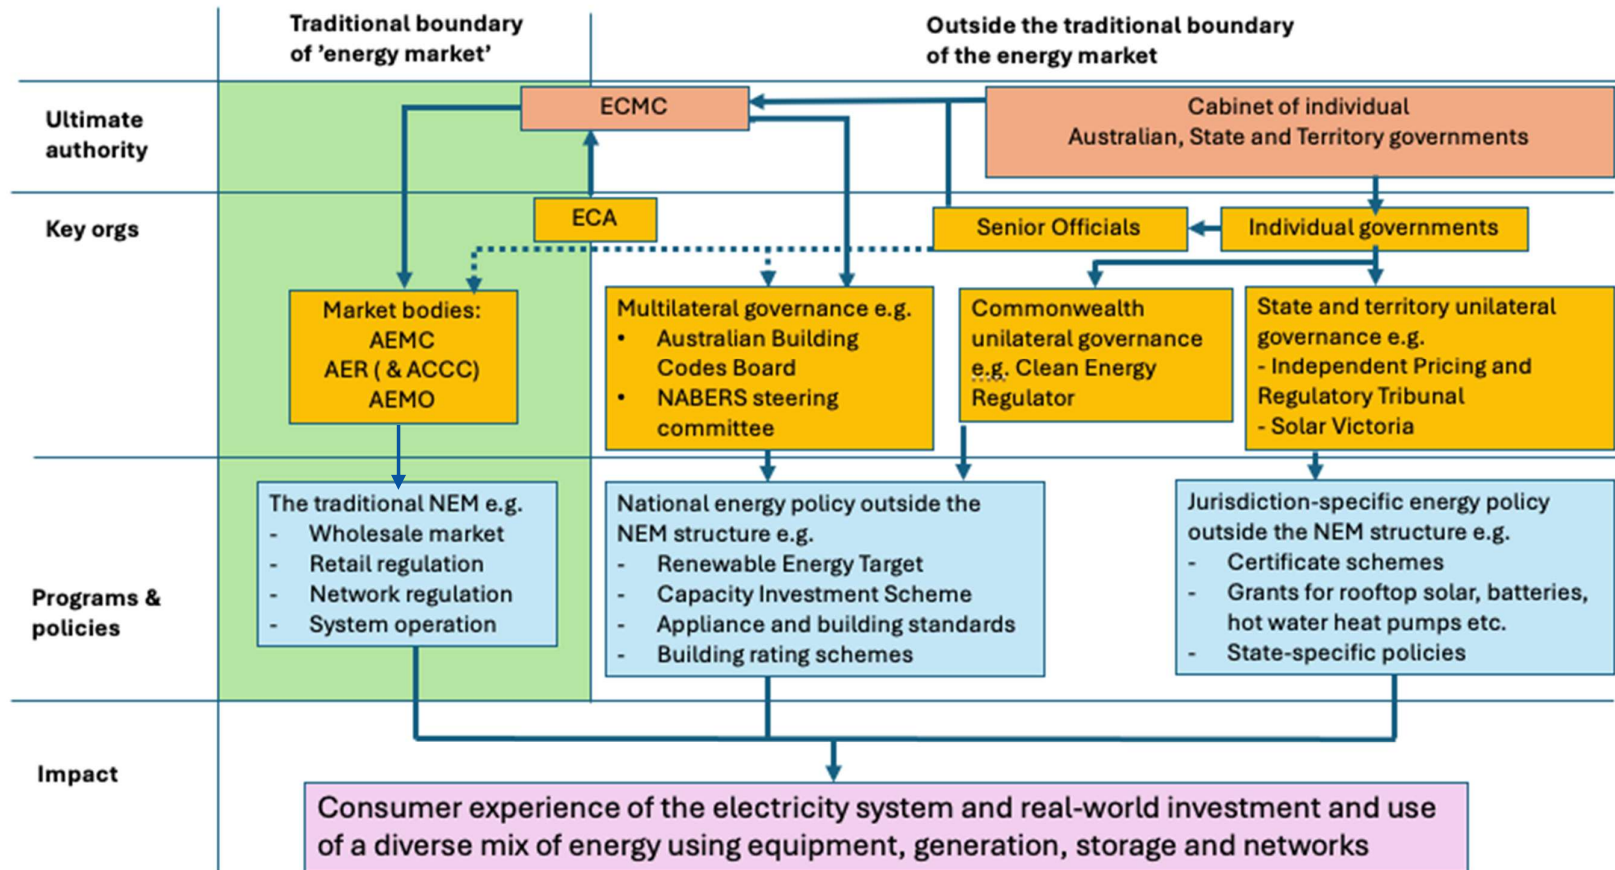 Traditional boundary
of ’energy market’
Outside the traditional boundary
of the energy market
Ultimate
authority
ECMC
Cabinet of individual
Australian, State and Territory governments
Key orgs
ECA
Senior Officials
Individual governments
Market bodies:
AEMC
AER ( & ACCC)
AEMO
Multilateral governance e.g.
• Australian Building
Codes Board
• NABERS steering
committee
Commonwealth
unilateral governance
e.g. Clean Energy
Regulator
State and territory unilateral
governance e.g.
- Independent Pricing and
Regulatory Tribunal
- Solar Victoria
Programs &
policies
The traditional NEM e.g.
- Wholesale market
- Retail regulation
- Network regulation
- System operation
National energy policy outside the
NEM structure e.g.
- Renewable Energy Target
- Capacity Investment Scheme
- Appliance and building standards
- Building rating schemes
Jurisdiction-specific energy policy
outside the NEM structure e.g.
- Certificate schemes
- Grants for rooftop solar, batteries,
hot water heat pumps etc.
- State-specific policies
Impact
Consumer experience of the electricity system and real-world investment and use
of a diverse mix of energy using equipment, generation, storage and networks